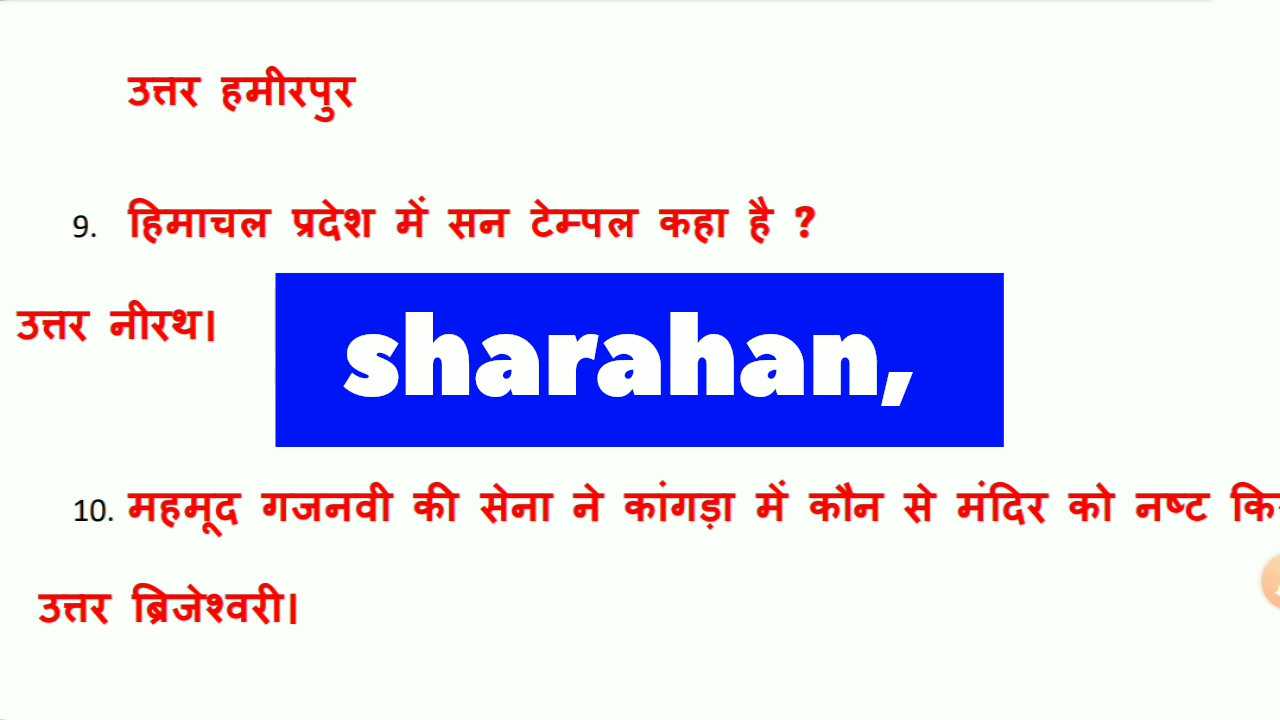 उत्तर हमीरपुर
9. हिमाचल प्रदेश में सन टेम्पल कहा है ?
उत्तर नीरथ।
sharahan,
10. महमूद गजनवी की सेना ने कांगड़ा में कौन से मंदिर को नष्ट
उत्तर ब्रिजेश्वरी।